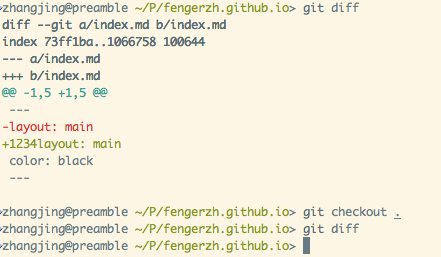 >zhangjing@preamble ~/P/fengerzh.github.io> git diff
diff --git a/index.md b/index.md
index 73ff1ba..1066758 100644
--- a/index.md
+++ b/index.md
@@ -1,5 +1,5 @@
 ---
-layout: main
+1234layout: main
 color: black
 ---

>zhangjing@preamble ~/P/fengerzh.github.io> git checkout .
>zhangjing@preamble ~/P/fengerzh.github.io> git diff
>zhangjing@preamble ~/P/fengerzh.github.io>